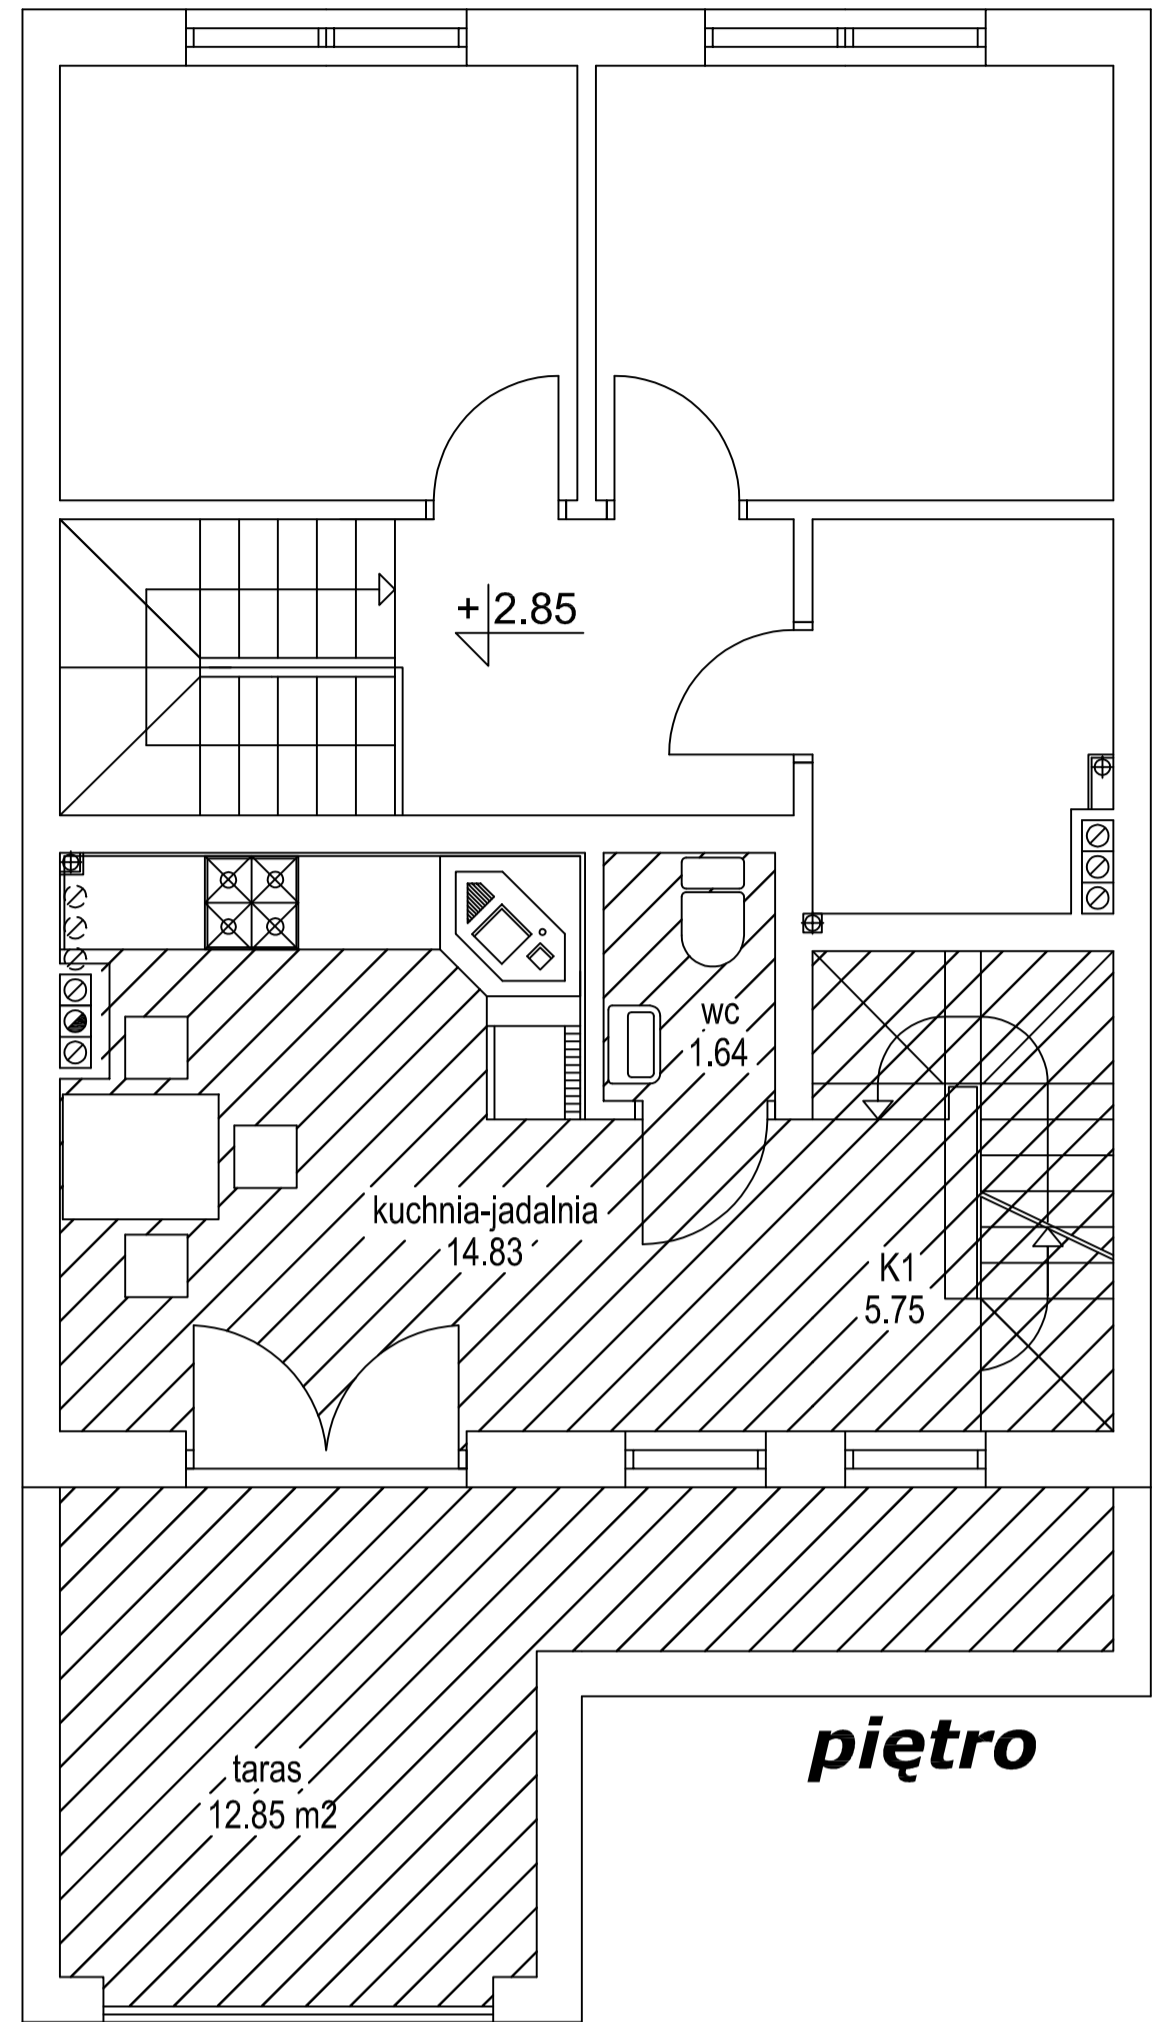 + 2.85
wc
1.64
kuchnia-jadalnia
14.83
K1
5.75
piętro
taras
12.85 m2